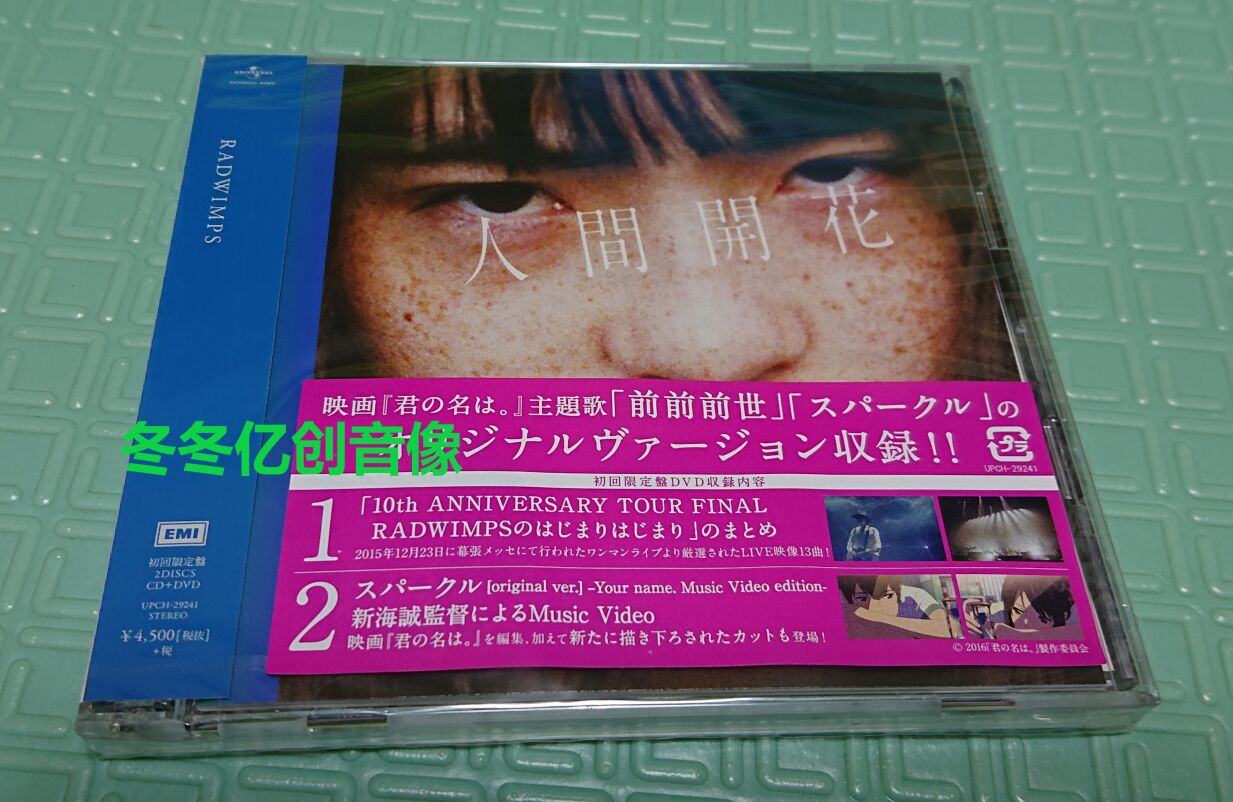 UNIVERSAL
UNIVERSAL MUSIC
RADWIMPS
人間開花
映画『君の名は。』主題歌「前前前世」「スパークル」の
オリジナルヴァージョン収録!!
UPCH-29241
冬冬亿创音像
初回限定盤DVD収録内容
1
「10th ANNIVERSARY TOUR FINAL
RADWIMPSのはじまりはじまり」のまとめ
2015年12月23日に幕張メッセにて行われたワンマンライブより厳選されたLIVE映像13曲!
2
スパークル [original ver.] –Your name. Music Video edition-
新海誠監督によるMusic Video
映画『君の名は。』を編集、加えて新たに描き下ろされたカットも登場!
© 2016「君の名は。」製作委員会
EMI
初回限定盤
2DISCS
CD+DVD
UPCH-29241
STEREO
¥4,500[税抜]
+税